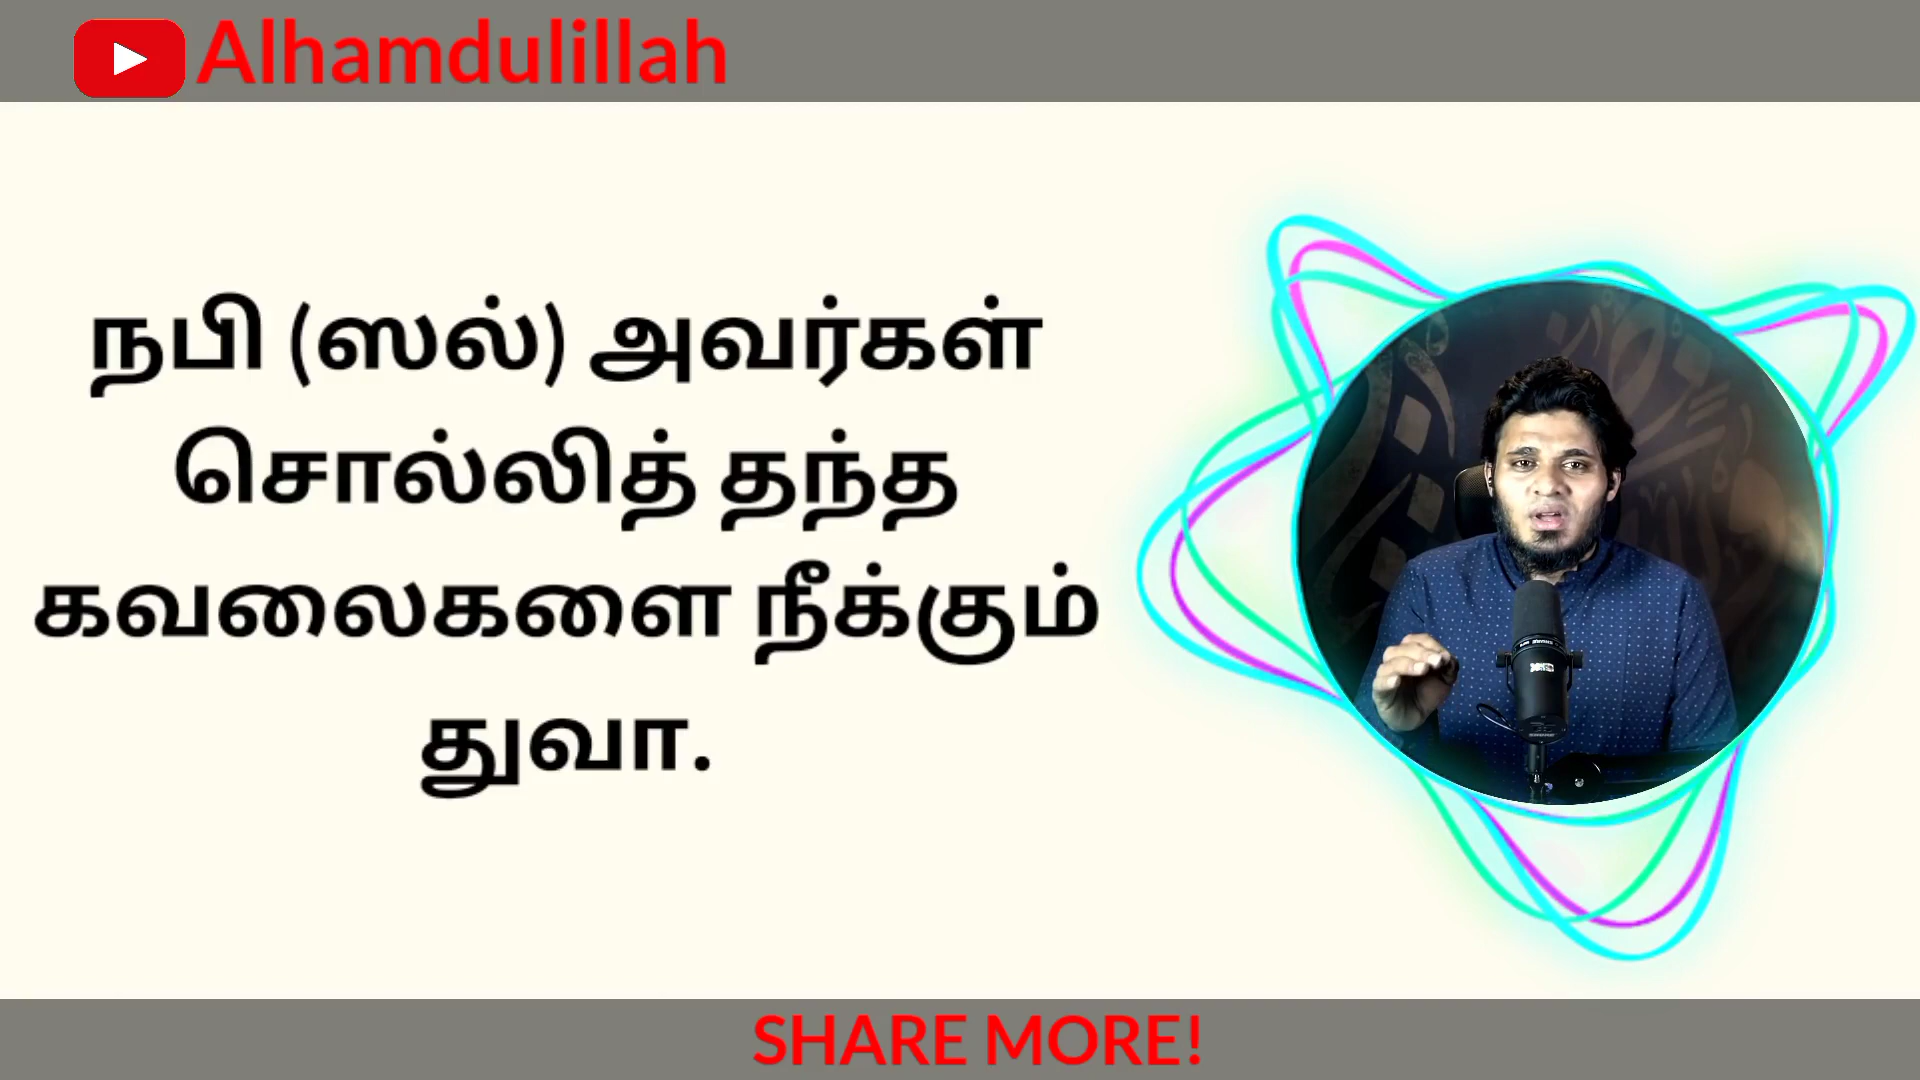 Alhamdulillah
நபி (ஸல்) அவர்கள்
சொல்லித் தந்த
கவலைகளை நீக்கும்
துவா.
SHARE MORE!